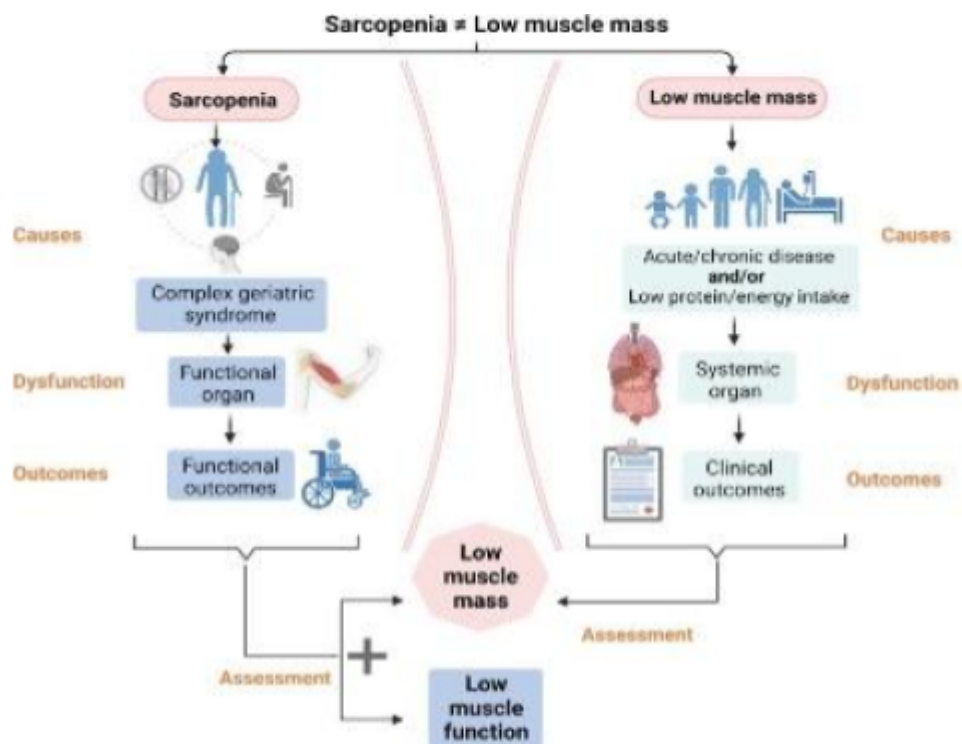 Sarcopenia ≠ Low muscle mass
Sarcopenia
Low muscle mass
Causes
Causes
Complex geriatric
syndrome
Acute/chronic disease
and/or
Low protein/energy intake
Dysfunction
Functional
organ
Systemic
organ
Dysfunction
Outcomes
Functional
outcomes
Clinical
outcomes
Outcomes
Low
muscle
mass
Assessment
Assessment
Low
muscle
function